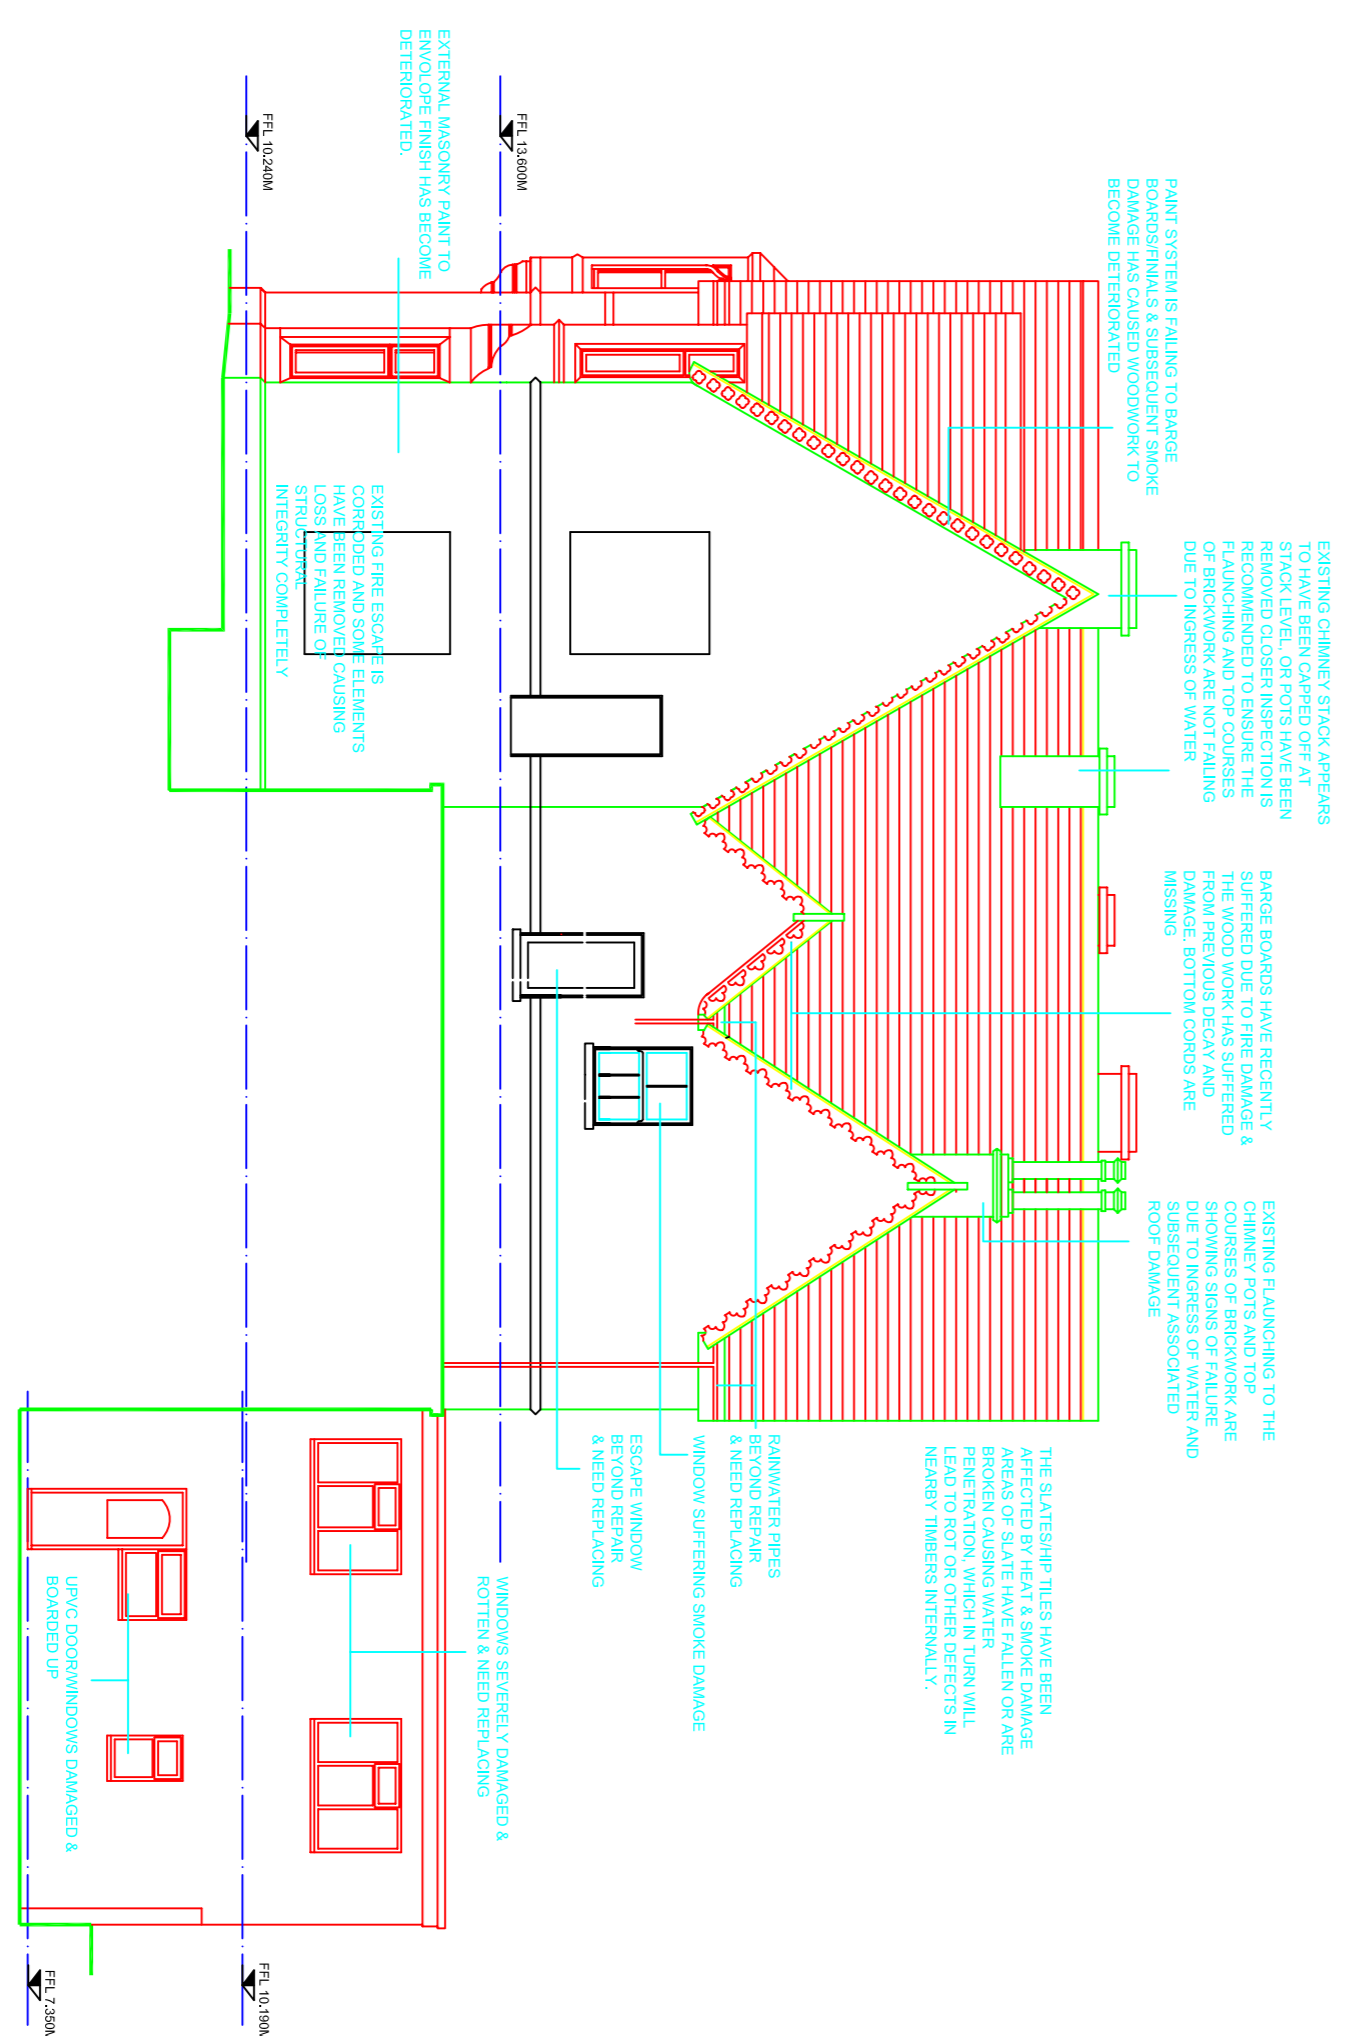 EXISTING CHIMNEY STACK APPEARS
TO HAVE BEEN CAPPED OFF AT
STACK LEVEL, OR POTS HAVE BEEN
REMOVED CLOSER INSPECTION IS
RECOMMENDED TO ENSURE THE
FLAUNCHING AND TOP COURSES
OF BRICKWORK ARE NOT FAILING
DUE TO INGRESS OF WATER
BARGE BOARDS HAVE RECENTLY
SUFFERED DUE TO FIRE DAMAGE &
THE WOOD WORK HAS SUFFERED
FROM PREVIOUS DECAY AND
DAMAGE. BOTTOM CORDS ARE
MISSING
EXISTING FLAUNCHING TO THE
CHIMNEY POTS AND TOP
COURSES OF BRICKWORK ARE
SHOWING SIGNS OF FAILURE
DUE TO INGRESS OF WATER AND
SUBSEQUENT ASSOCIATED
ROOF DAMAGE
PAINT SYSTEM IS FAILING TO BARGE
BOARDS/FINIALS & SUBSEQUENT SMOKE
DAMAGE HAS CAUSED WOODWORK TO
BECOME DETERIORATED
THE SLATES/HIP TILES HAVE BEEN
AFFECTED BY HEAT & SMOKE DAMAGE
AREAS OF SLATE HAVE FALLEN OR ARE
BROKEN CAUSING WATER
PENETRATION, WHICH IN TURN WILL
LEAD TO ROT OR OTHER DEFECTS IN
NEARBY TIMBERS INTERNALLY.
RAINWATER PIPES
BEYOND REPAIR
& NEED REPLACING
WINDOW SUFFERING SMOKE DAMAGE
ESCAPE WINDOW
BEYOND REPAIR
& NEED REPLACING
FFL 13.600M
WINDOWS SEVERELY DAMAGED &
ROTTEN & NEED REPLACING
EXTERNAL MASONRY PAINT TO
ENVOLOPE FINISH HAS BECOME
DETERIORATED.
EXISTING FIRE ESCAPE IS
CORRODED AND SOME ELEMENTS
HAVE BEEN REMOVED CAUSING
LOSS AND FAILURE OF
STRUCTURAL
INTEGRITY COMPLETELY
FFL 10.240M
FFL 10.190M
UPVC DOOR/WINDOWS DAMAGED &
BOARDED UP
FFL 7.350M